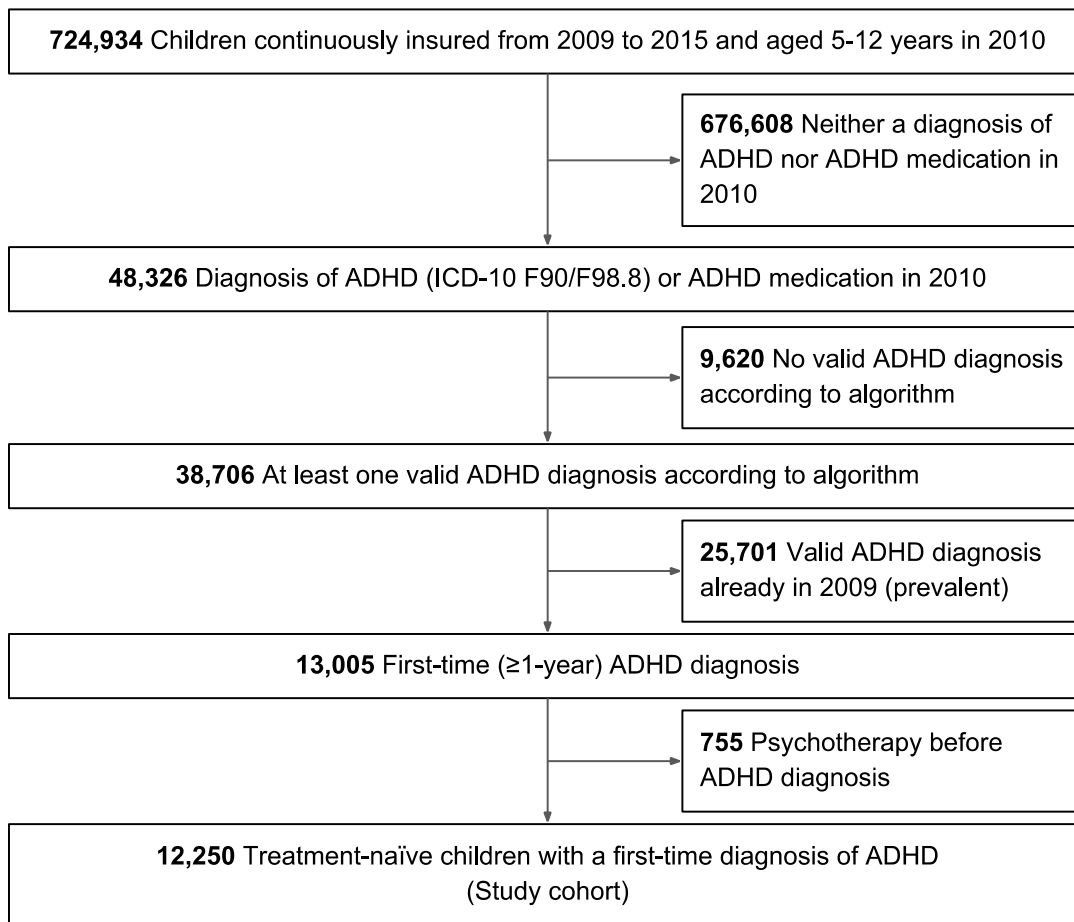 724,934 Children continuously insured from 2009 to 2015 and aged 5-12 years in 2010
676,608 Neither a diagnosis of
ADHD nor ADHD medication in
2010
48,326 Diagnosis of ADHD (ICD-10 F90/F98.8) or ADHD medication in 2010
9,620 No valid ADHD diagnosis
according to algorithm
38,706 At least one valid ADHD diagnosis according to algorithm
25,701 Valid ADHD diagnosis
already in 2009 (prevalent)
13,005 First-time (≥1-year) ADHD diagnosis
755 Psychotherapy before
ADHD diagnosis
12,250 Treatment-naïve children with a first-time diagnosis of ADHD
(Study cohort)